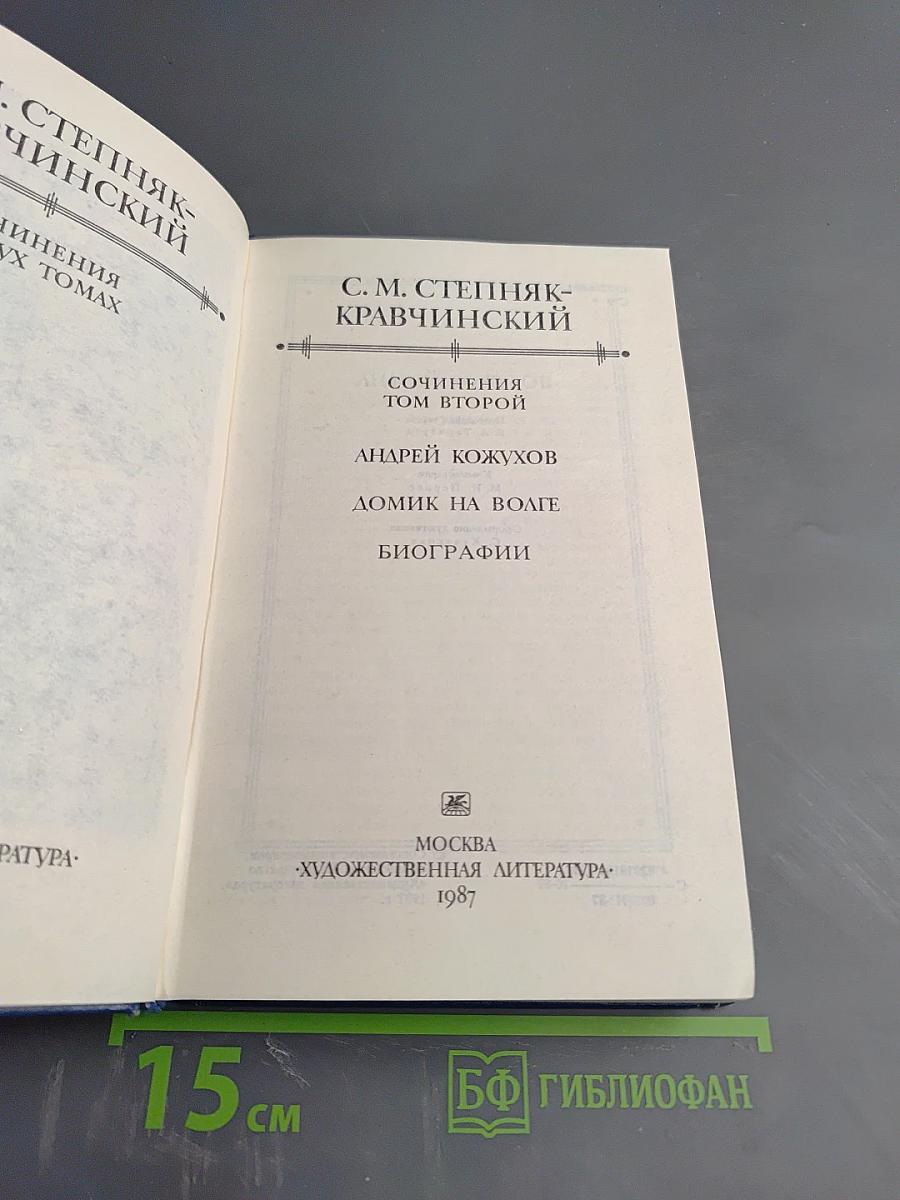 . СТЕПНЯК-
ЧИНСКИЙ
ЧИНЕНИЯ
УХ ТОМАХ
РАТУРА·
С. М. СТЕПНЯК-
КРАВЧИНСКИЙ
СОЧИНЕНИЯ
ТОМ ВТОРОЙ
АНДРЕЙ КОЖУХОВ
ДОМИК НА ВОЛГЕ
БИОГРАФИИ
МОСКВА
·ХУДОЖЕСТВЕННАЯ ЛИТЕРАТУРА·
1987
15 см
БФ ГИБЛИОФАН